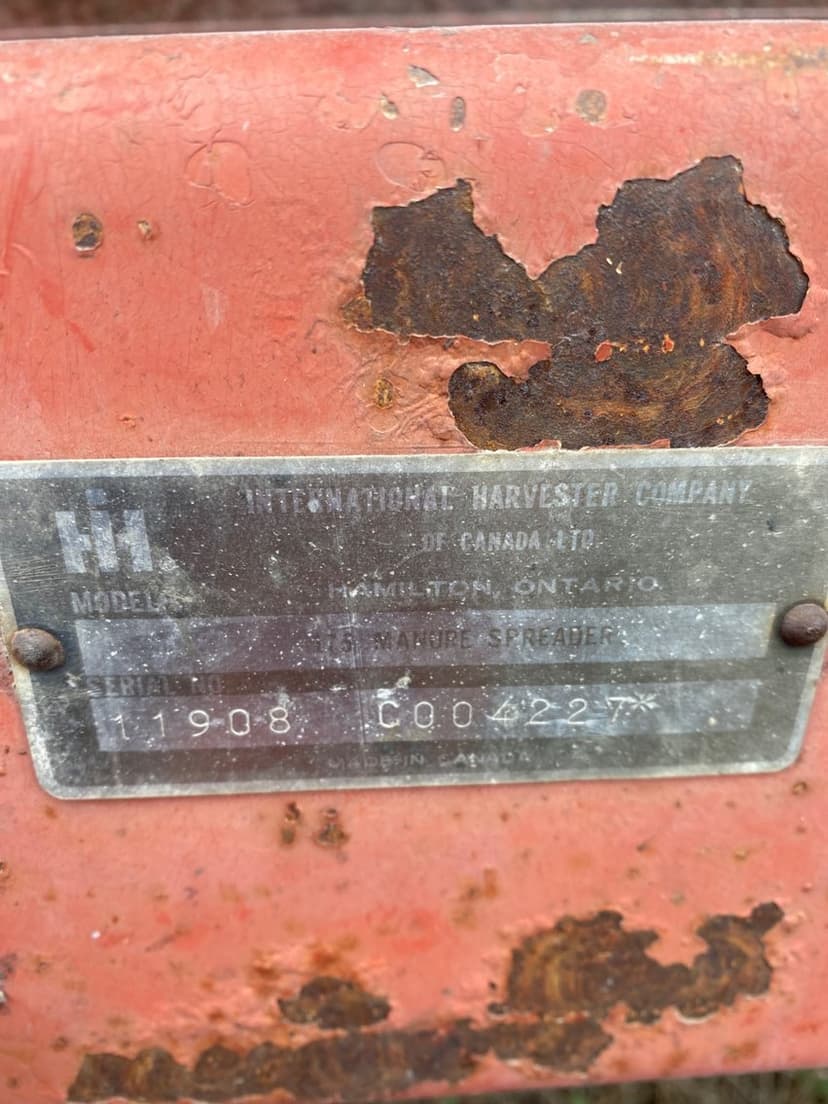 IH
INTERNATIONAL HARVESTER COMPANY
OF CANADA LTD
HAMILTON, ONTARIO
MODEL
175 MANURE SPREADER
SERIAL NO
11908 C004227*
MADE IN CANADA